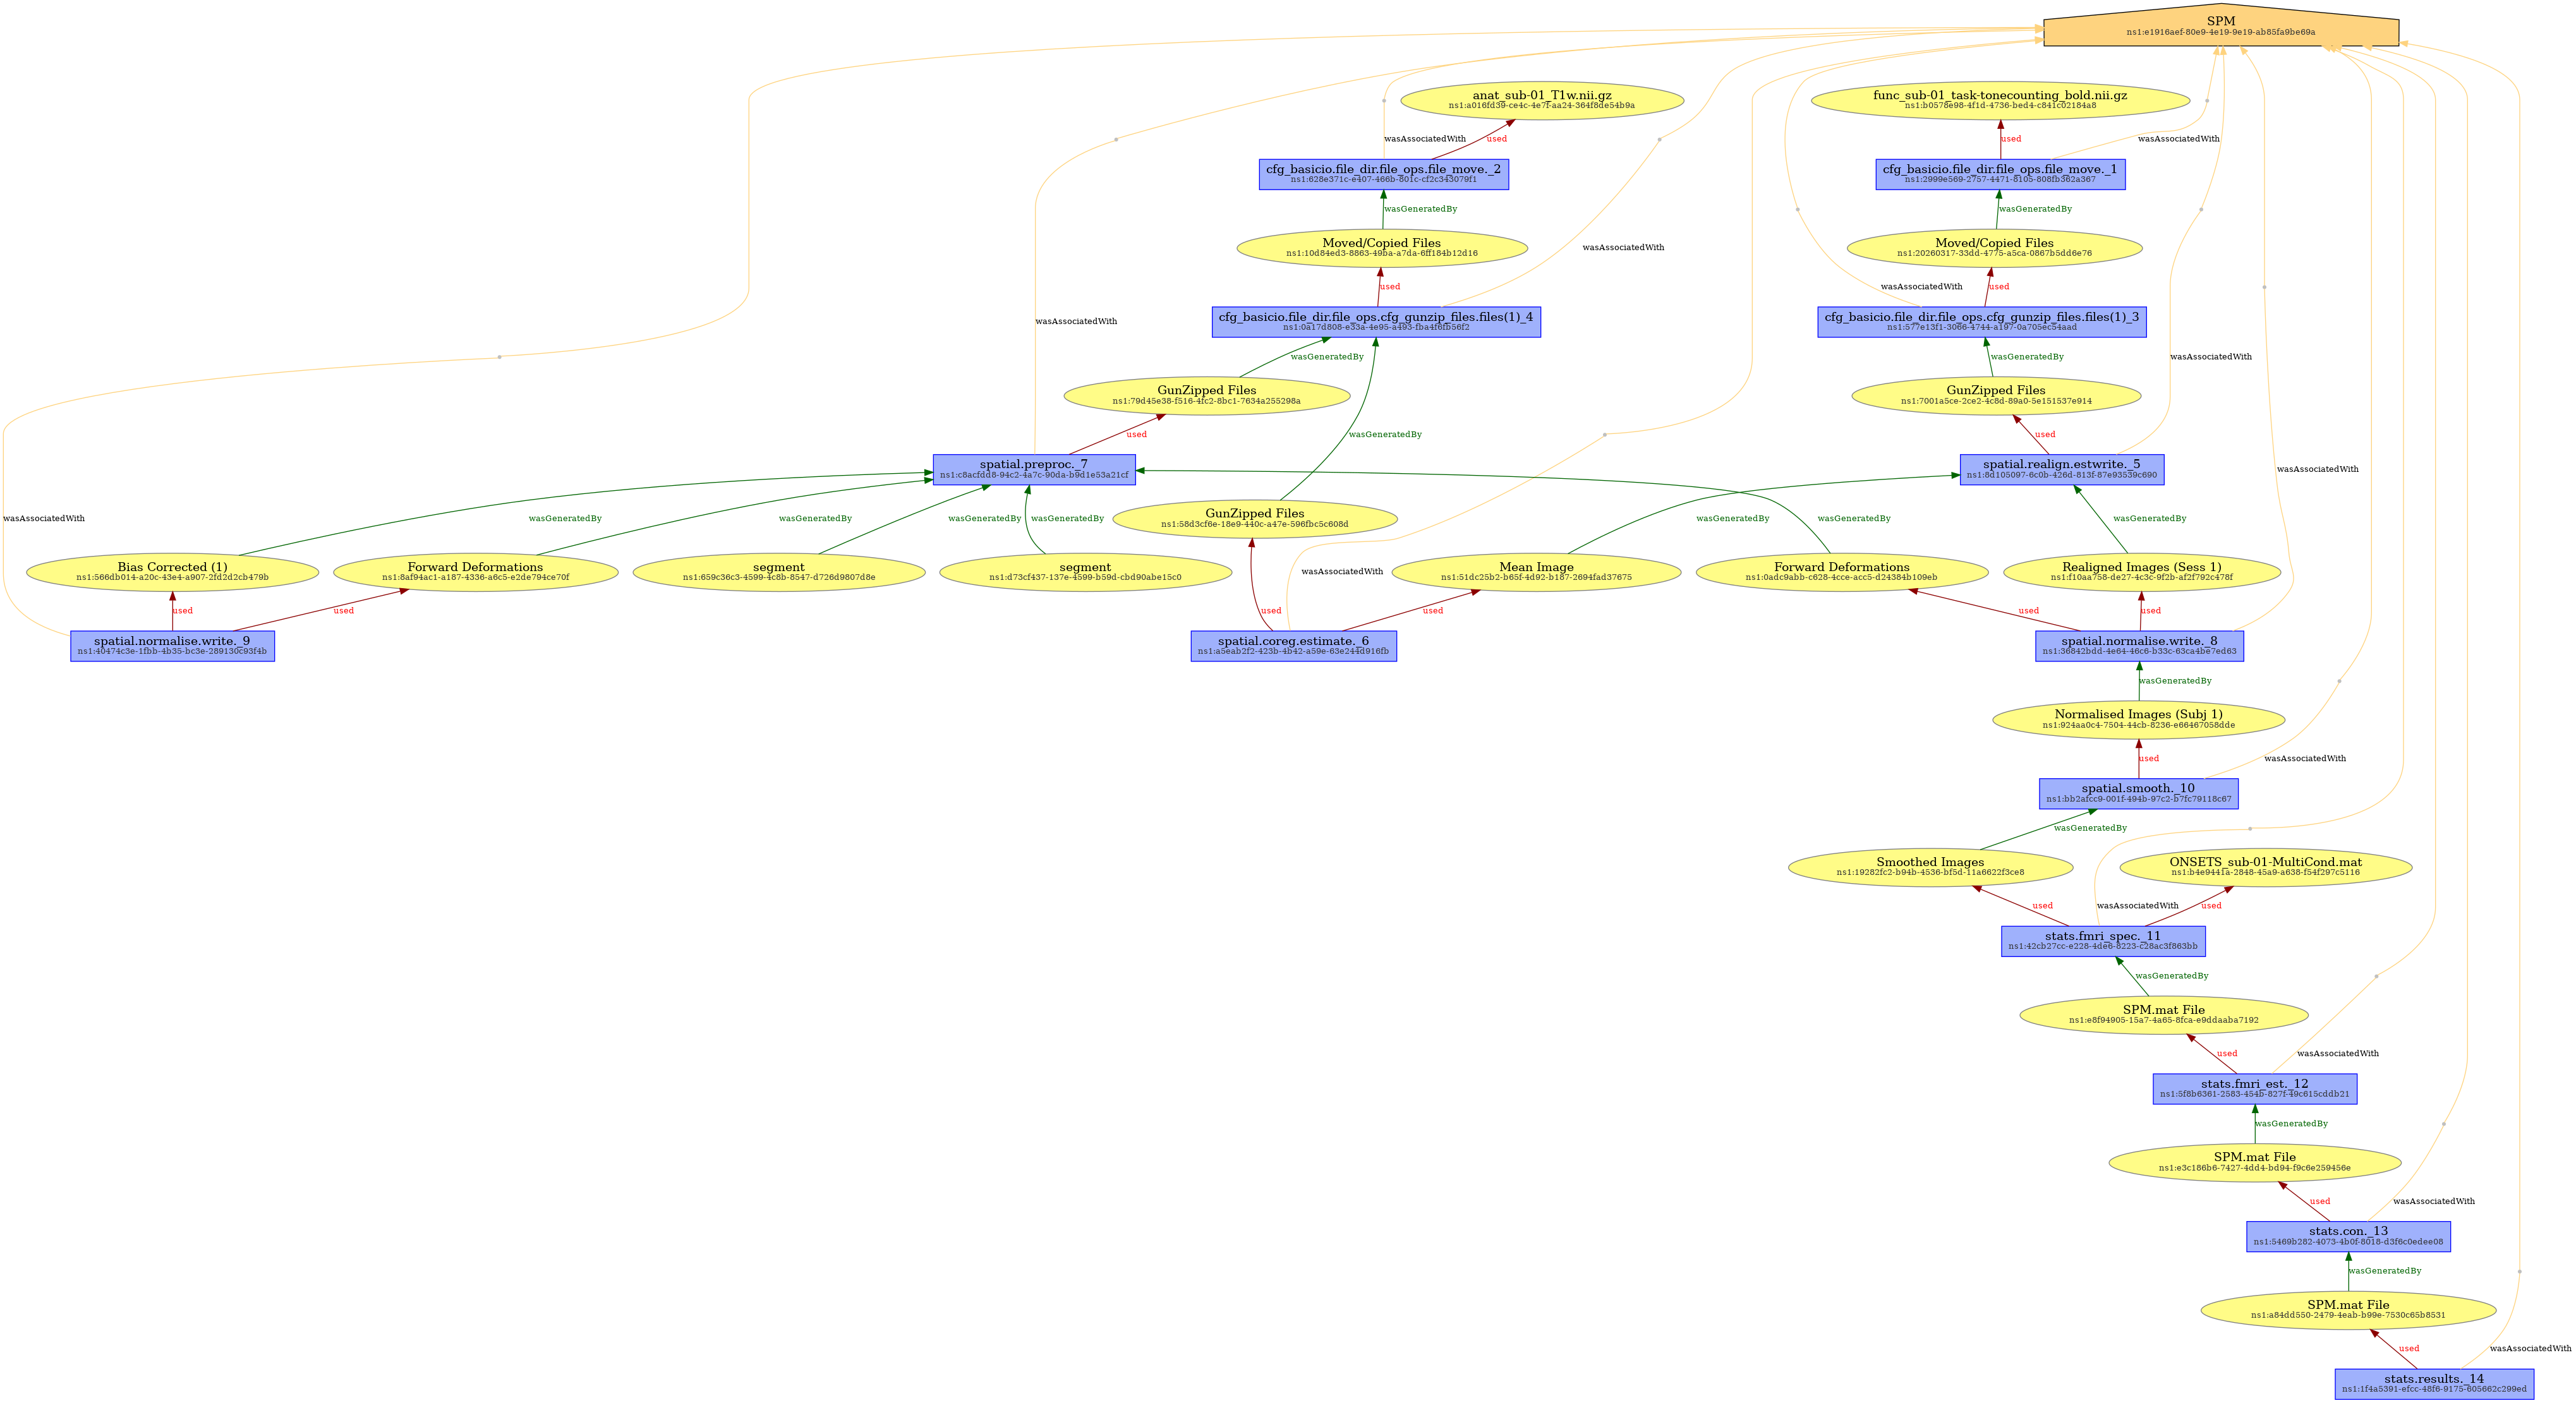 SPM
ns1:e1916aef-80e9-4e19-9e19-ab85fa9be69a
anat_sub-01_T1w.nii.gz
ns1:a016fd39-ce4c-4e7f-aa24-364f8de54b9a
func_sub-01_task-tonecounting_bold.nii.gz
ns1:b0578e98-4f1d-4736-bed4-c841c02184a8
wasAssociatedWith
used
used
wasAssociatedWith
cfg_basicio.file_dir.file_ops.file_move._2
ns1:628e371c-e407-486b-801c-cf2c343079f1
cfg_basicio.file_dir.file_ops.file_move._1
ns1:2999e569-2757-4471-8105-808fb362a367
wasGeneratedBy
wasGeneratedBy
Moved/Copied Files
ns1:10d84ed3-8863-49ba-a7da-6ff184b12d16
wasAssociatedWith
Moved/Copied Files
ns1:20260317-33dd-4775-a5ca-0867b5dd6e76
used
wasAssociatedWith
used
wasAssociatedWith
cfg_basicio.file_dir.file_ops.cfg_gunzip_files.files(1)_4
ns1:0a17d808-e33a-4e95-a493-fba4f6fb56f2
cfg_basicio.file_dir.file_ops.cfg_gunzip_files.files(1)_3
ns1:577e13f1-3066-4744-a197-0a705ec54aad
wasGeneratedBy
wasGeneratedBy
wasAssociatedWith
GunZipped Files
ns1:79d45e38-f516-4fc2-8bc1-7634a255298a
GunZipped Files
ns1:7001a5ce-2ce2-4c8d-89a0-5e151537e914
used
wasGeneratedBy
used
spatial.preproc._7
ns1:c8acfdd8-94c2-4a7c-90da-b9d1e53a21cf
spatial.realign.estwrite._5
ns1:8d105097-6c0b-426d-813f-87e93539c690
wasAssociatedWith
wasAssociatedWith
wasGeneratedBy
wasGeneratedBy
wasGeneratedBy
wasGeneratedBy
GunZipped Files
ns1:58d3cf6e-18e9-440c-a47e-596fbc5c608d
wasGeneratedBy
wasGeneratedBy
wasGeneratedBy
Bias Corrected (1)
ns1:566db014-a20c-43e4-a907-2fd2d2cb479b
Forward Deformations
ns1:8af94ac1-a187-4336-a6c5-e2de794ce70f
segment
ns1:659c36c3-4599-4c8b-8547-d726d9807d8e
segment
ns1:d73cf437-137e-4599-b59d-cbd90abe15c0
wasAssociatedWith
Mean Image
ns1:51dc25b2-b65f-4d92-b187-2694fad37675
Forward Deformations
ns1:0adc9abb-c628-4cce-acc5-d24384b109eb
Realigned Images (Sess 1)
ns1:f10aa758-de27-4c3c-9f2b-af2f792c478f
used
used
used
used
used
used
spatial.normalise.write._9
ns1:40474c3e-1fbb-4b35-bc3e-289130c93f4b
spatial.coreg.estimate._6
ns1:a5eab2f2-423b-4b42-a59e-63e244d916fb
spatial.normalise.write._8
ns1:36842bdd-4e64-46c6-b33c-63ca4be7ed63
wasGeneratedBy
Normalised Images (Subj 1)
ns1:924aa0c4-7504-44cb-8236-e66467058dde
used
wasAssociatedWith
spatial.smooth._10
ns1:bb2afcc9-001f-494b-97c2-b7fc79118c67
wasGeneratedBy
Smoothed Images
ns1:19282fc2-b94b-4536-bf5d-11a6622f3ce8
ONSETS_sub-01-MultiCond.mat
ns1:b4e9441a-2848-45a9-a638-f54f297c5116
used
wasAssociatedWith
used
stats.fmri_spec._11
ns1:42cb27cc-e228-4de6-8223-c28ac3f863bb
wasGeneratedBy
SPM.mat File
ns1:e8f94905-15a7-4a65-8fca-e9ddaaba7192
used
wasAssociatedWith
stats.fmri_est._12
ns1:5f8b6361-2583-454b-827f-49c615cddb21
wasGeneratedBy
SPM.mat File
ns1:e3c186b6-7427-4dd4-bd94-f9c6e259456e
used
wasAssociatedWith
stats.con._13
ns1:5469b282-4073-4b0f-8018-d3f6c0edee08
wasGeneratedBy
SPM.mat File
ns1:a84dd550-2479-4eab-b99e-7530c65b8531
used
wasAssociatedWith
stats.results._14
ns1:1f4a5391-efcc-48f6-9175-605662c299ed